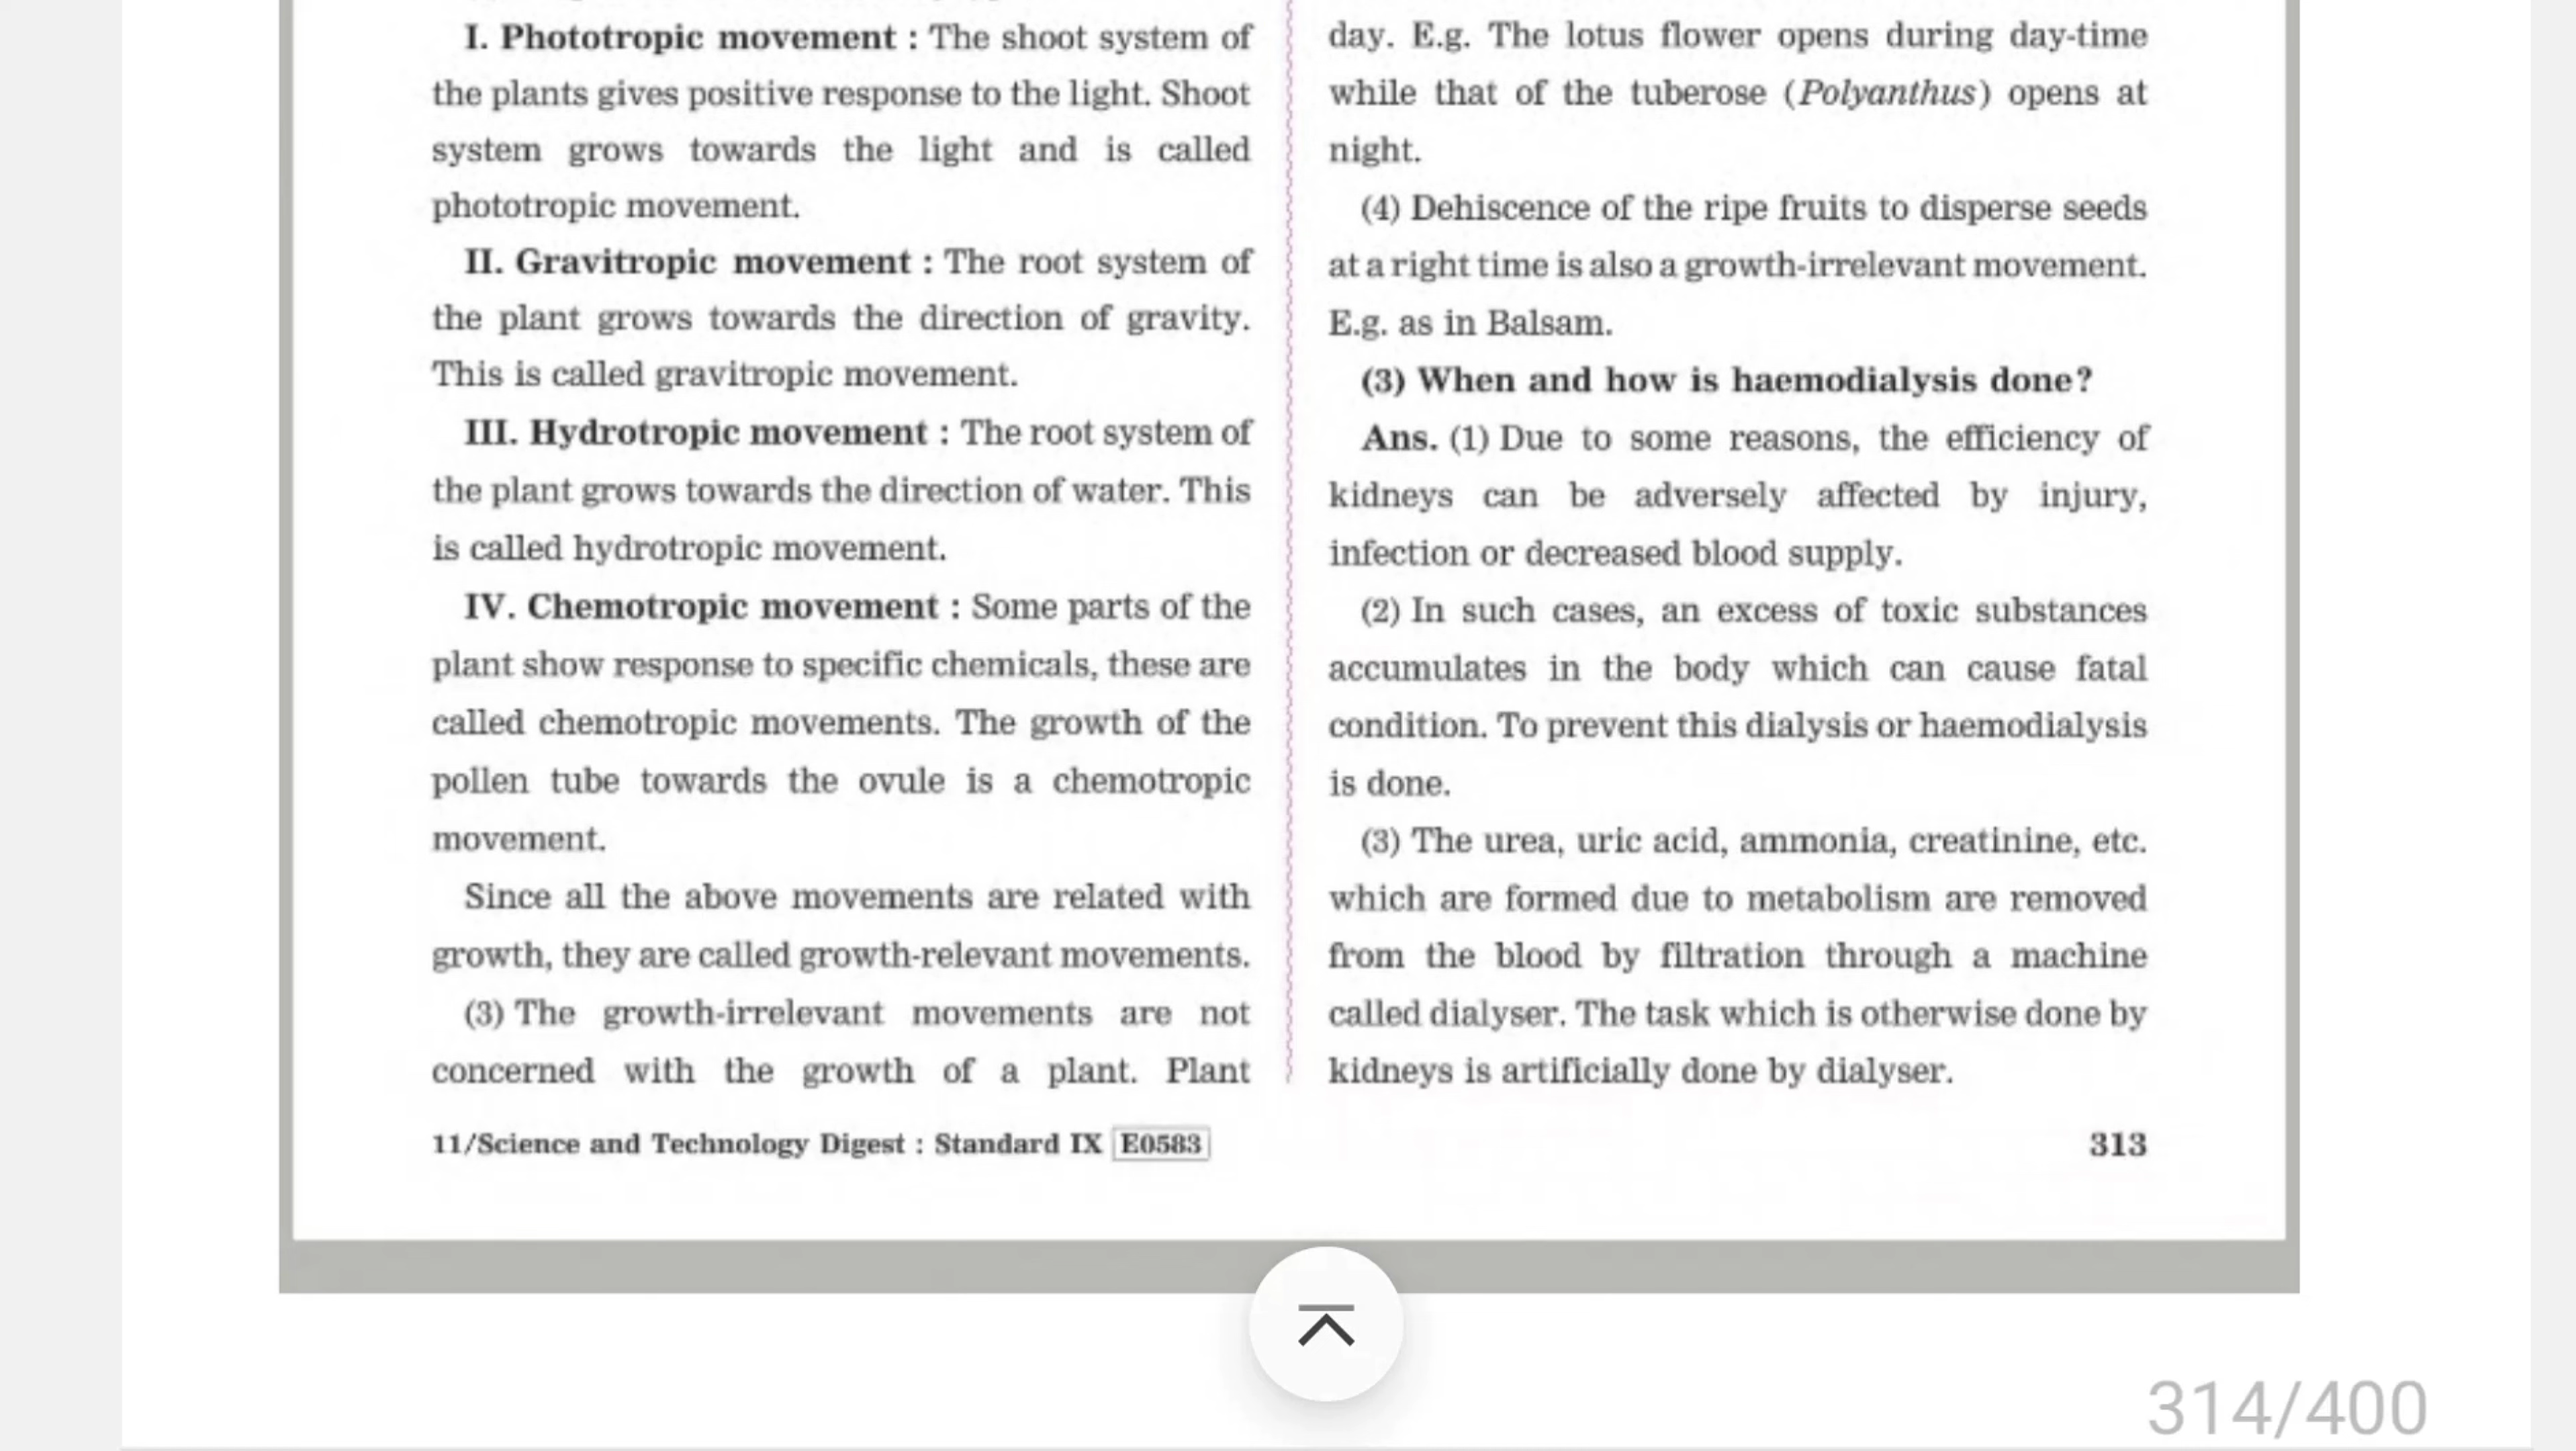 I. Phototropic movement : The shoot system of
the plants gives positive response to the light. Shoot
system grows towards the light and is called
phototropic movement.
II. Gravitropic movement : The root system of
the plant grows towards the direction of gravity.
This is called gravitropic movement.
III. Hydrotropic movement : The root system of
the plant grows towards the direction of water. This
is called hydrotropic movement.
IV. Chemotropic movement : Some parts of the
plant show response to specific chemicals, these are
called chemotropic movements. The growth of the
pollen tube towards the ovule is a chemotropic
movement.
Since all the above movements are related with
growth, they are called growth-relevant movements.
(3) The growth-irrelevant movements are not
concerned with the growth of a plant. Plant
day. E.g. The lotus flower opens during day-time
while that of the tuberose (Polyanthus) opens at
night.
(4) Dehiscence of the ripe fruits to disperse seeds
at a right time is also a growth-irrelevant movement.
E.g. as in Balsam.
(3) When and how is haemodialysis done?
Ans. (1) Due to some reasons, the efficiency of
kidneys can be adversely affected by injury,
infection or decreased blood supply.
(2) In such cases, an excess of toxic substances
accumulates in the body which can cause fatal
condition. To prevent this dialysis or haemodialysis
is done.
(3) The urea, uric acid, ammonia, creatinine, etc.
which are formed due to metabolism are removed
from the blood by filtration through a machine
called dialyser. The task which is otherwise done by
kidneys is artificially done by dialyser.
11/Science and Technology Digest : Standard IX E0583
313
314/400